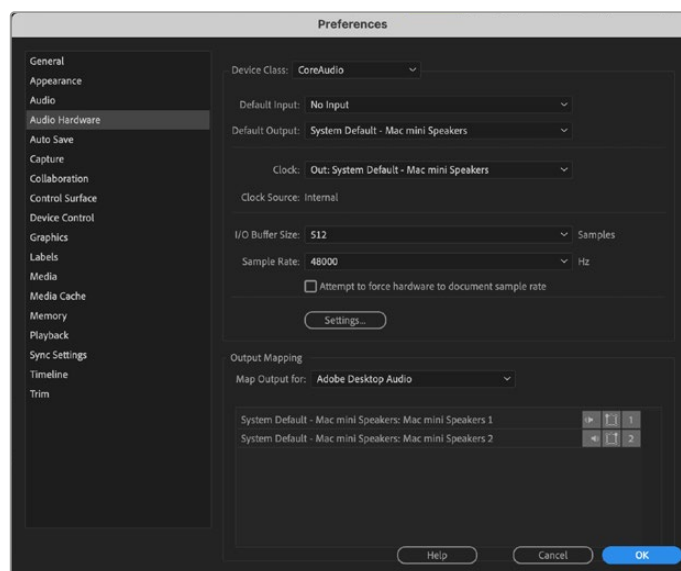 Preferences
General
Appearance
Audio
Audio Hardware
Auto Save
Capture
Collaboration
Control Surface
Device Control
Graphics
Labels
Media
Media Cache
Memory
Playback
Sync Settings
Timeline
Trim
Device Class: CoreAudio
Default Input: No Input
Default Output: System Default - Mac mini Speakers
Clock: Out: System Default - Mac mini Speakers
Clock Source: Internal
I/O Buffer Size: 512 Samples
Sample Rate: 48000 Hz
Attempt to force hardware to document sample rate
Settings...
Output Mapping
Map Output for: Adobe Desktop Audio
System Default - Mac mini Speakers: Mac mini Speakers 1 1
System Default - Mac mini Speakers: Mac mini Speakers 2 2
Help Cancel OK